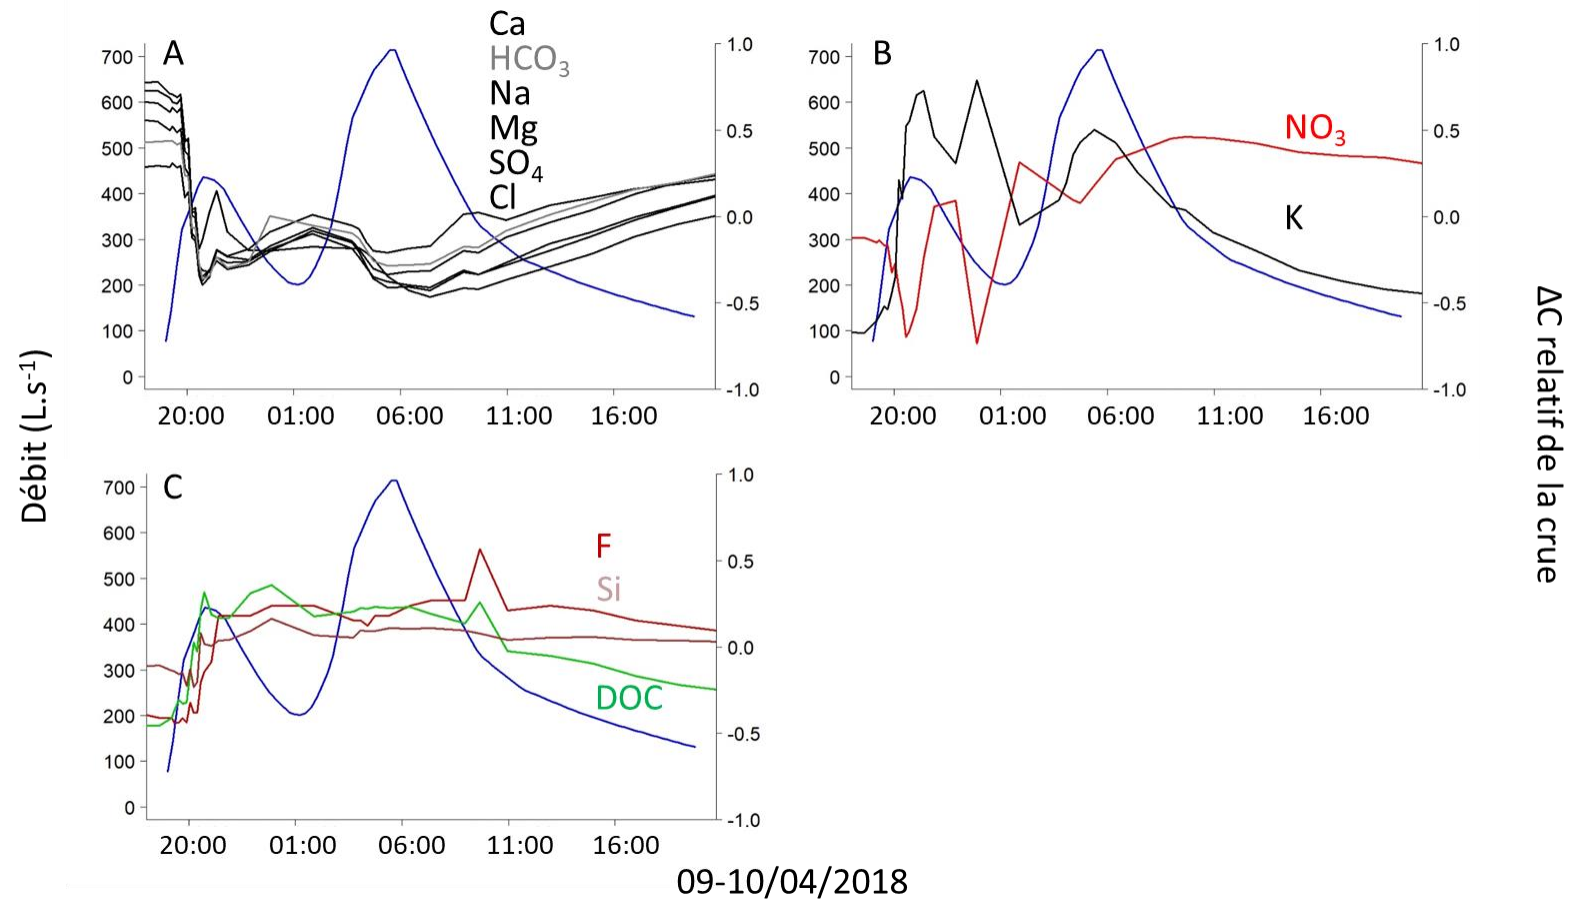 A
Ca
HCO3
Na
Mg
SO4
Cl
700
600
500
400
300
200
100
0
1.0
0.5
0.0
-0.5
-1.0
20:00 01:00 06:00 11:00 16:00
B
NO3
K
700
600
500
400
300
200
100
0
1.0
0.5
0.0
-0.5
-1.0
20:00 01:00 06:00 11:00 16:00
Débit (L.s-1)
ΔC relatif de la crue
C
F
Si
DOC
700
600
500
400
300
200
100
0
1.0
0.5
0.0
-0.5
-1.0
20:00 01:00 06:00 11:00 16:00
09-10/04/2018